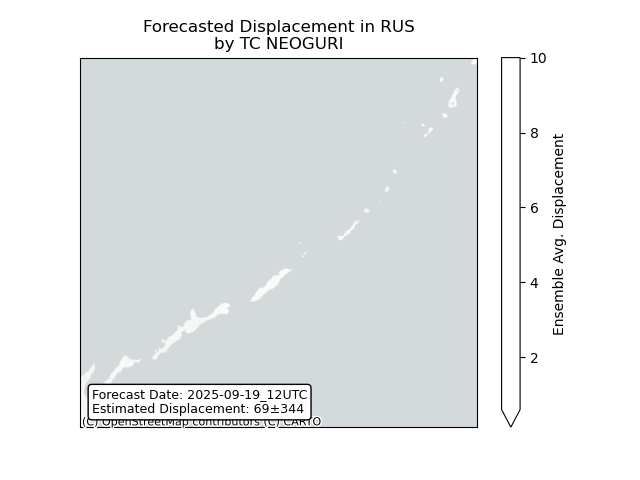 Forecasted Displacement in RUS
by TC NEOGURI
10
8
6
4
2
Ensemble Avg. Displacement
Forecast Date: 2025-09-19_12UTC
Estimated Displacement: 69±344
(C) OpenStreetMap contributors (C) CARTO